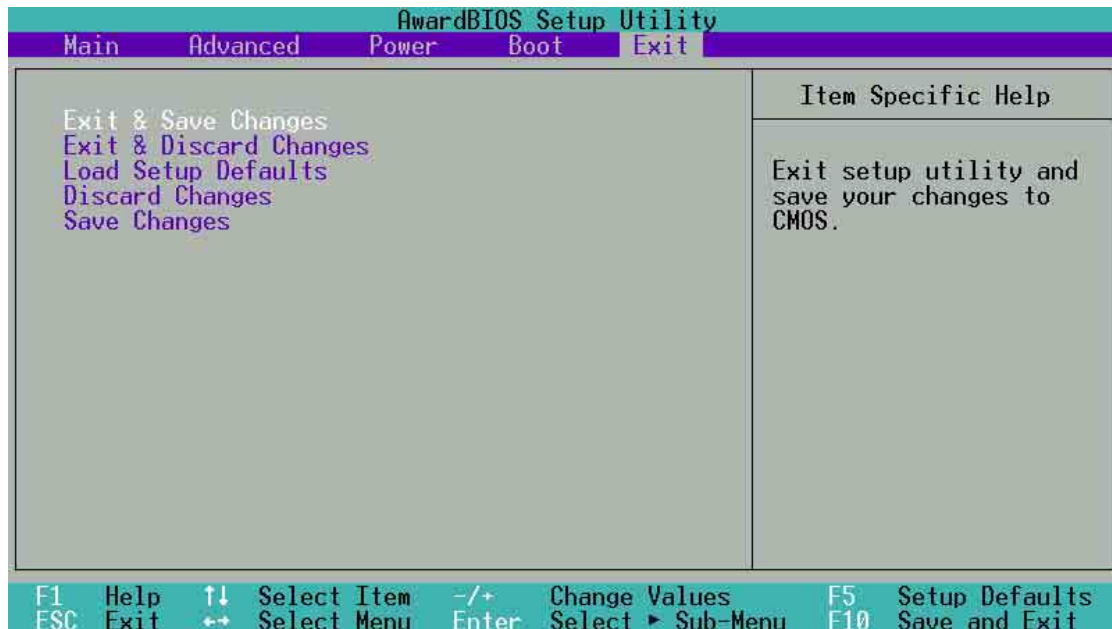 AwardBIOS Setup Utility
Main Advanced Power Boot Exit
Exit & Save Changes
Exit & Discard Changes
Load Setup Defaults
Discard Changes
Save Changes
Item Specific Help
Exit setup utility and
save your changes to
CMOS.
F1 Help ↑↓ Select Item -/+ Change Values F5 Setup Defaults
ESC Exit ←→ Select Menu Enter Select ► Sub-Menu F10 Save and Exit